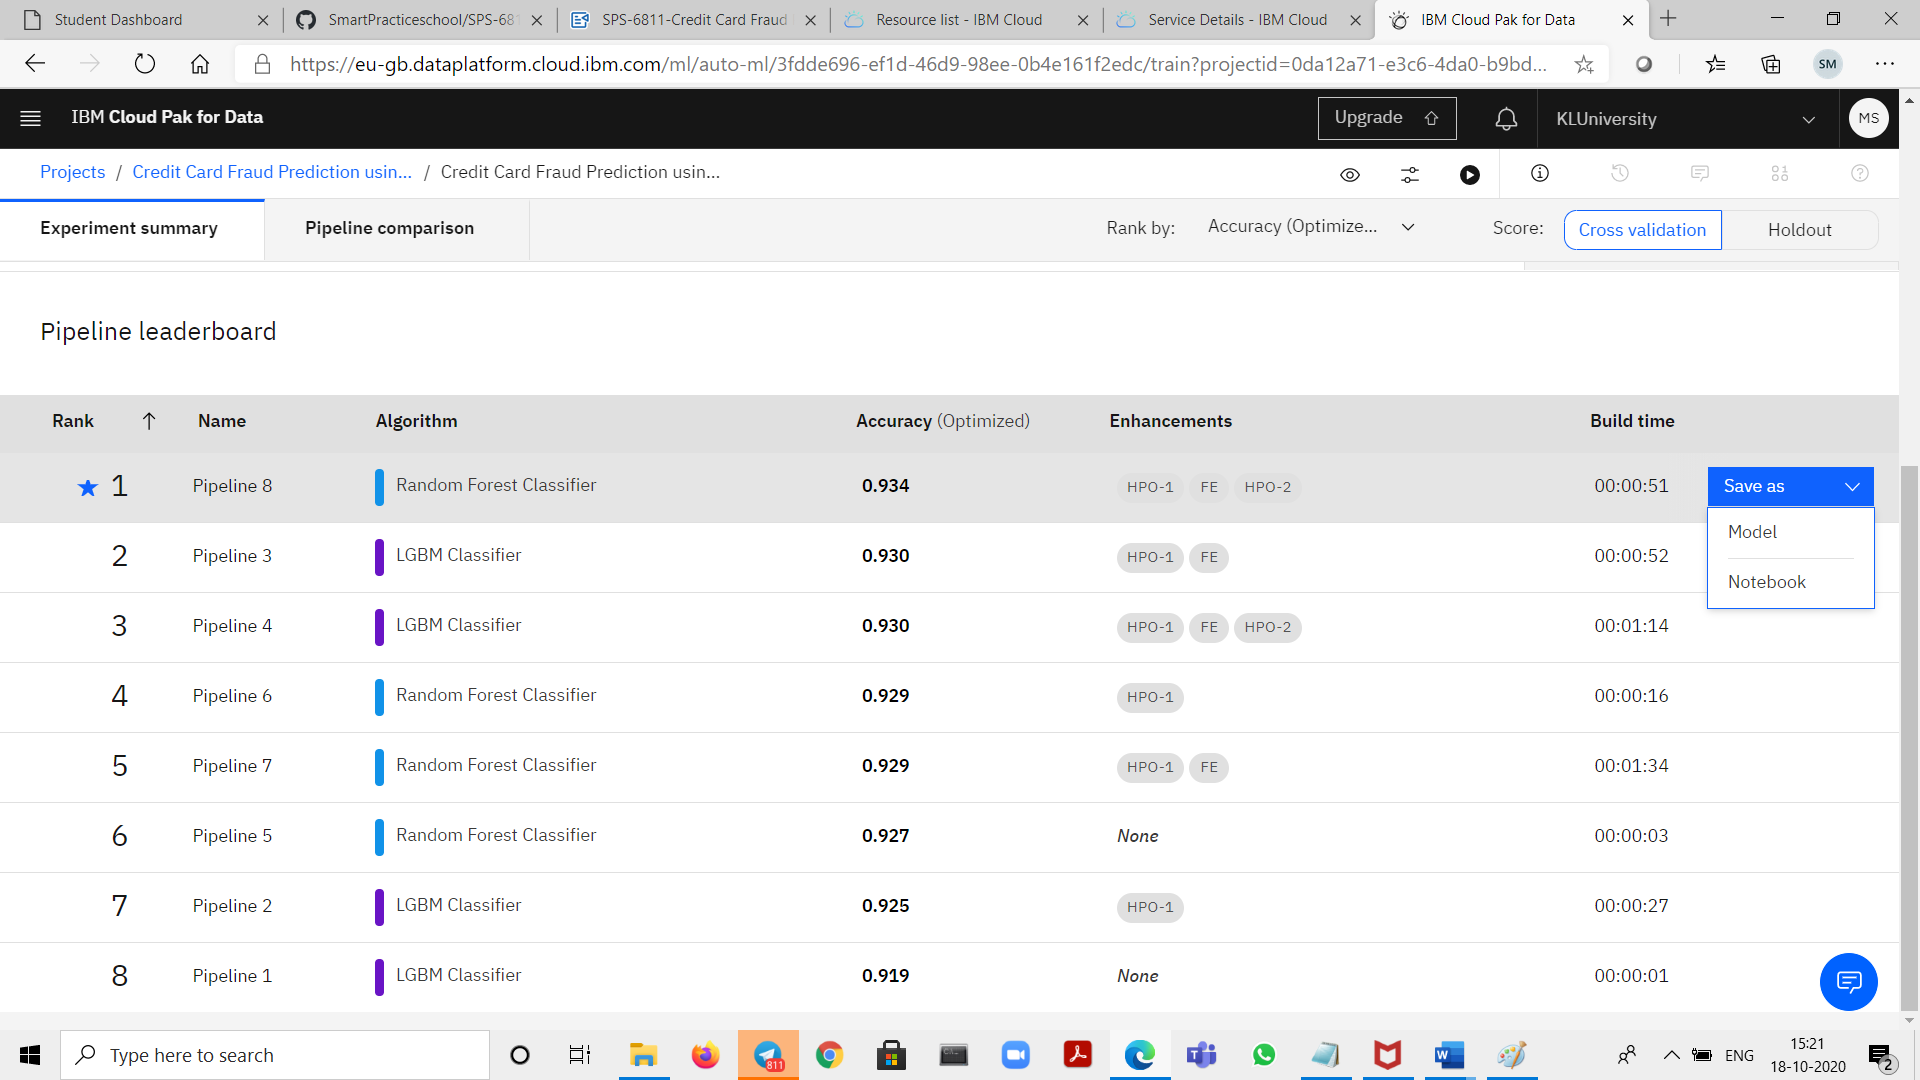 Student Dashboard
SmartPracticeschool/SPS-681
SPS-6811-Credit Card Fraud
Resource list - IBM Cloud
Service Details - IBM Cloud
IBM Cloud Pak for Data
https://eu-gb.dataplatform.cloud.ibm.com/ml/auto-ml/3fdde696-ef1d-46d9-98ee-0b4e161f2edc/train?projectid=0da12a71-e3c6-4da0-b9bd...
SM
IBM Cloud Pak for Data
Upgrade
KLUniversity
MS
Projects / Credit Card Fraud Prediction usin... / Credit Card Fraud Prediction usin...
Experiment summary
Pipeline comparison
Rank by: Accuracy (Optimize...
Score: Cross validation Holdout
Pipeline leaderboard
Rank Name Algorithm Accuracy (Optimized) Enhancements Build time
1 Pipeline 8 Random Forest Classifier 0.934 HPO-1 FE HPO-2 00:00:51 Save as
Model
2 Pipeline 3 LGBM Classifier 0.930 HPO-1 FE 00:00:52
Notebook
3 Pipeline 4 LGBM Classifier 0.930 HPO-1 FE HPO-2 00:01:14
4 Pipeline 6 Random Forest Classifier 0.929 HPO-1 00:00:16
5 Pipeline 7 Random Forest Classifier 0.929 HPO-1 FE 00:01:34
6 Pipeline 5 Random Forest Classifier 0.927 None 00:00:03
7 Pipeline 2 LGBM Classifier 0.925 HPO-1 00:00:27
8 Pipeline 1 LGBM Classifier 0.919 None 00:00:01
Type here to search
811
ENG
15:21
18-10-2020
2